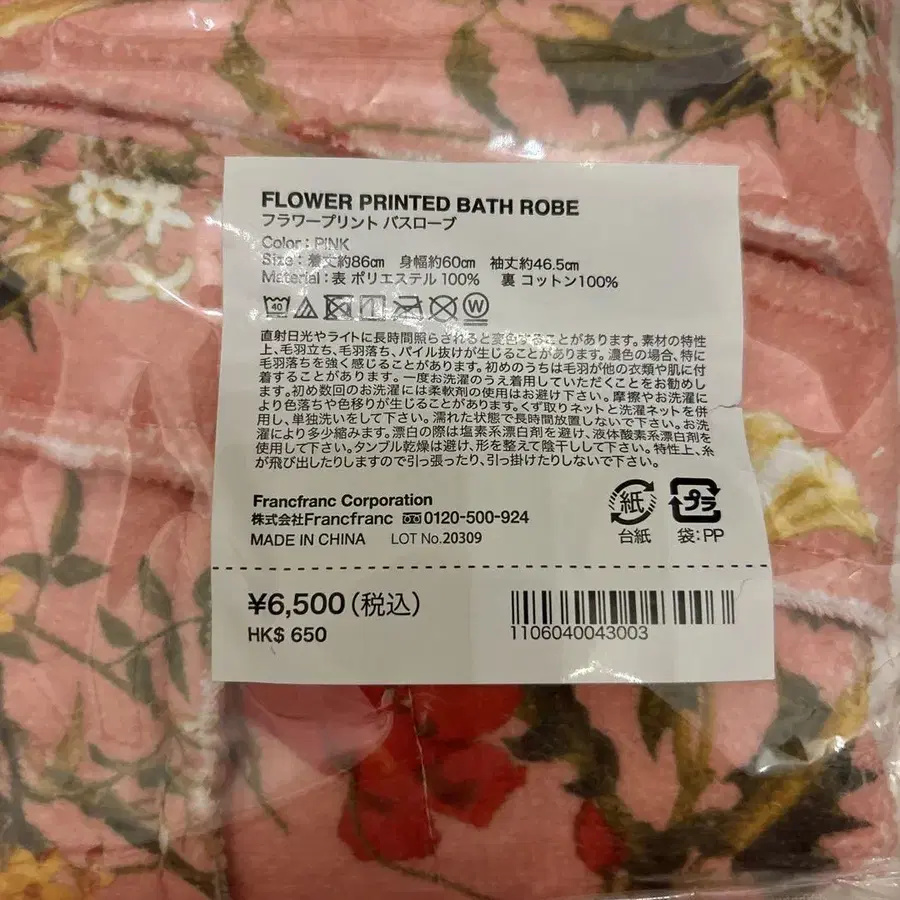 FLOWER PRINTED BATH ROBE
フラワープリント バスローブ
Color : PINK
Size : 着丈約86㎝ 身幅約60㎝ 袖丈約46.5㎝
Material : 表 ポリエステル 100% 裏 コットン100%
40 W
直射日光やライトに長時間照らされると変色することがあります。素材の特性
上、毛羽立ち、毛羽落ち、パイル抜けが生じることがあります。濃色の場合、特に
毛羽落ちを強く感じることがあります。初めのうちは毛羽が他の衣類や肌に付
着することがあります。一度お洗濯のうえ着用していただくことをお勧めしま
す。初め数回のお洗濯には柔軟剤の使用はお避け下さい。摩擦やお洗濯
により色落ちや色移りが生じることがあります。くず取りネットと洗濯ネットを併
用し、単独洗いをして下さい。濡れた状態で長時間放置しないで下さい。お洗
濯により多少縮みます。漂白の際は塩素系漂白剤を避け、液体酸素系漂白剤を
使用して下さい。タンブル乾燥は避け、形を整えて陰干しして下さい。特性上、糸
が飛び出したりしますので引っ張ったり、引っ掛けたりしないで下さい。
Francfranc Corporation
株式会社Francfranc 0120-500-924
MADE IN CHINA LOT No.20309
紙 プラ
台紙 袋:PP
¥6,500(税込)
HK$ 650
1106040043003